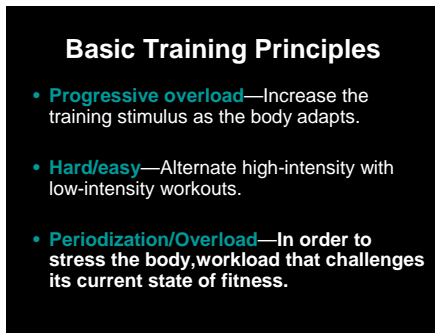 Basic Training Principles
• Progressive overload—Increase the
training stimulus as the body adapts.
• Hard/easy—Alternate high-intensity with
low-intensity workouts.
• Periodization/Overload—In order to
stress the body,workload that challenges
its current state of fitness.